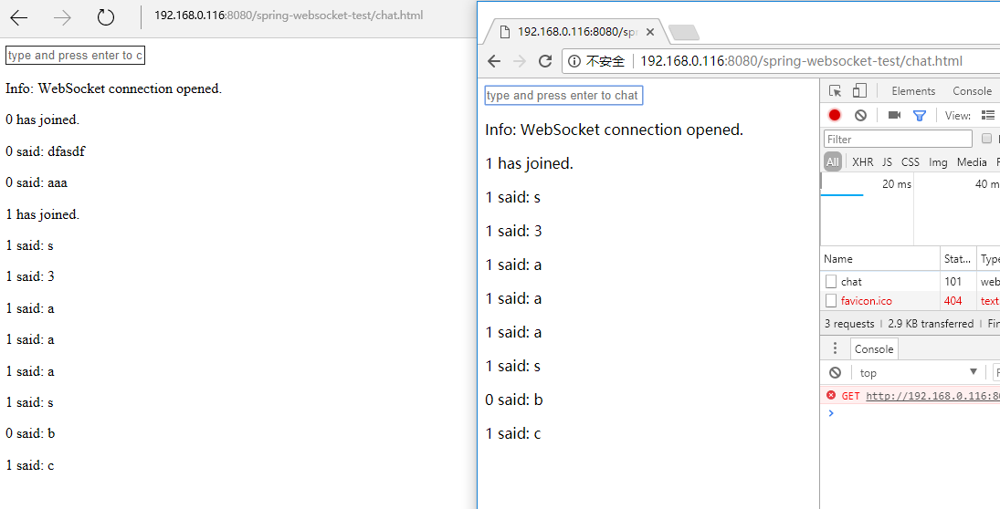 192.168.0.116:8080/spring-websocket-test/chat.html
type and press enter to c
Info: WebSocket connection opened.
0 has joined.
0 said: dfasdf
0 said: aaa
1 has joined.
1 said: s
1 said: 3
1 said: a
1 said: a
1 said: a
1 said: s
0 said: b
1 said: c
192.168.0.116:8080/sp
不安全 192.168.0.116:8080/spring-websocket-test/chat.html
type and press enter to chat
Info: WebSocket connection opened.
1 has joined.
1 said: s
1 said: 3
1 said: a
1 said: a
1 said: a
1 said: s
0 said: b
1 said: c
Elements Console
View:
Filter
All XHR JS CSS Img Media
20 ms 40 m
Name Stat... Type
chat 101 web
favicon.ico 404 text
3 requests | 2.9 KB transferred | Fin
Console
top
GET http://192.168.0.116:80